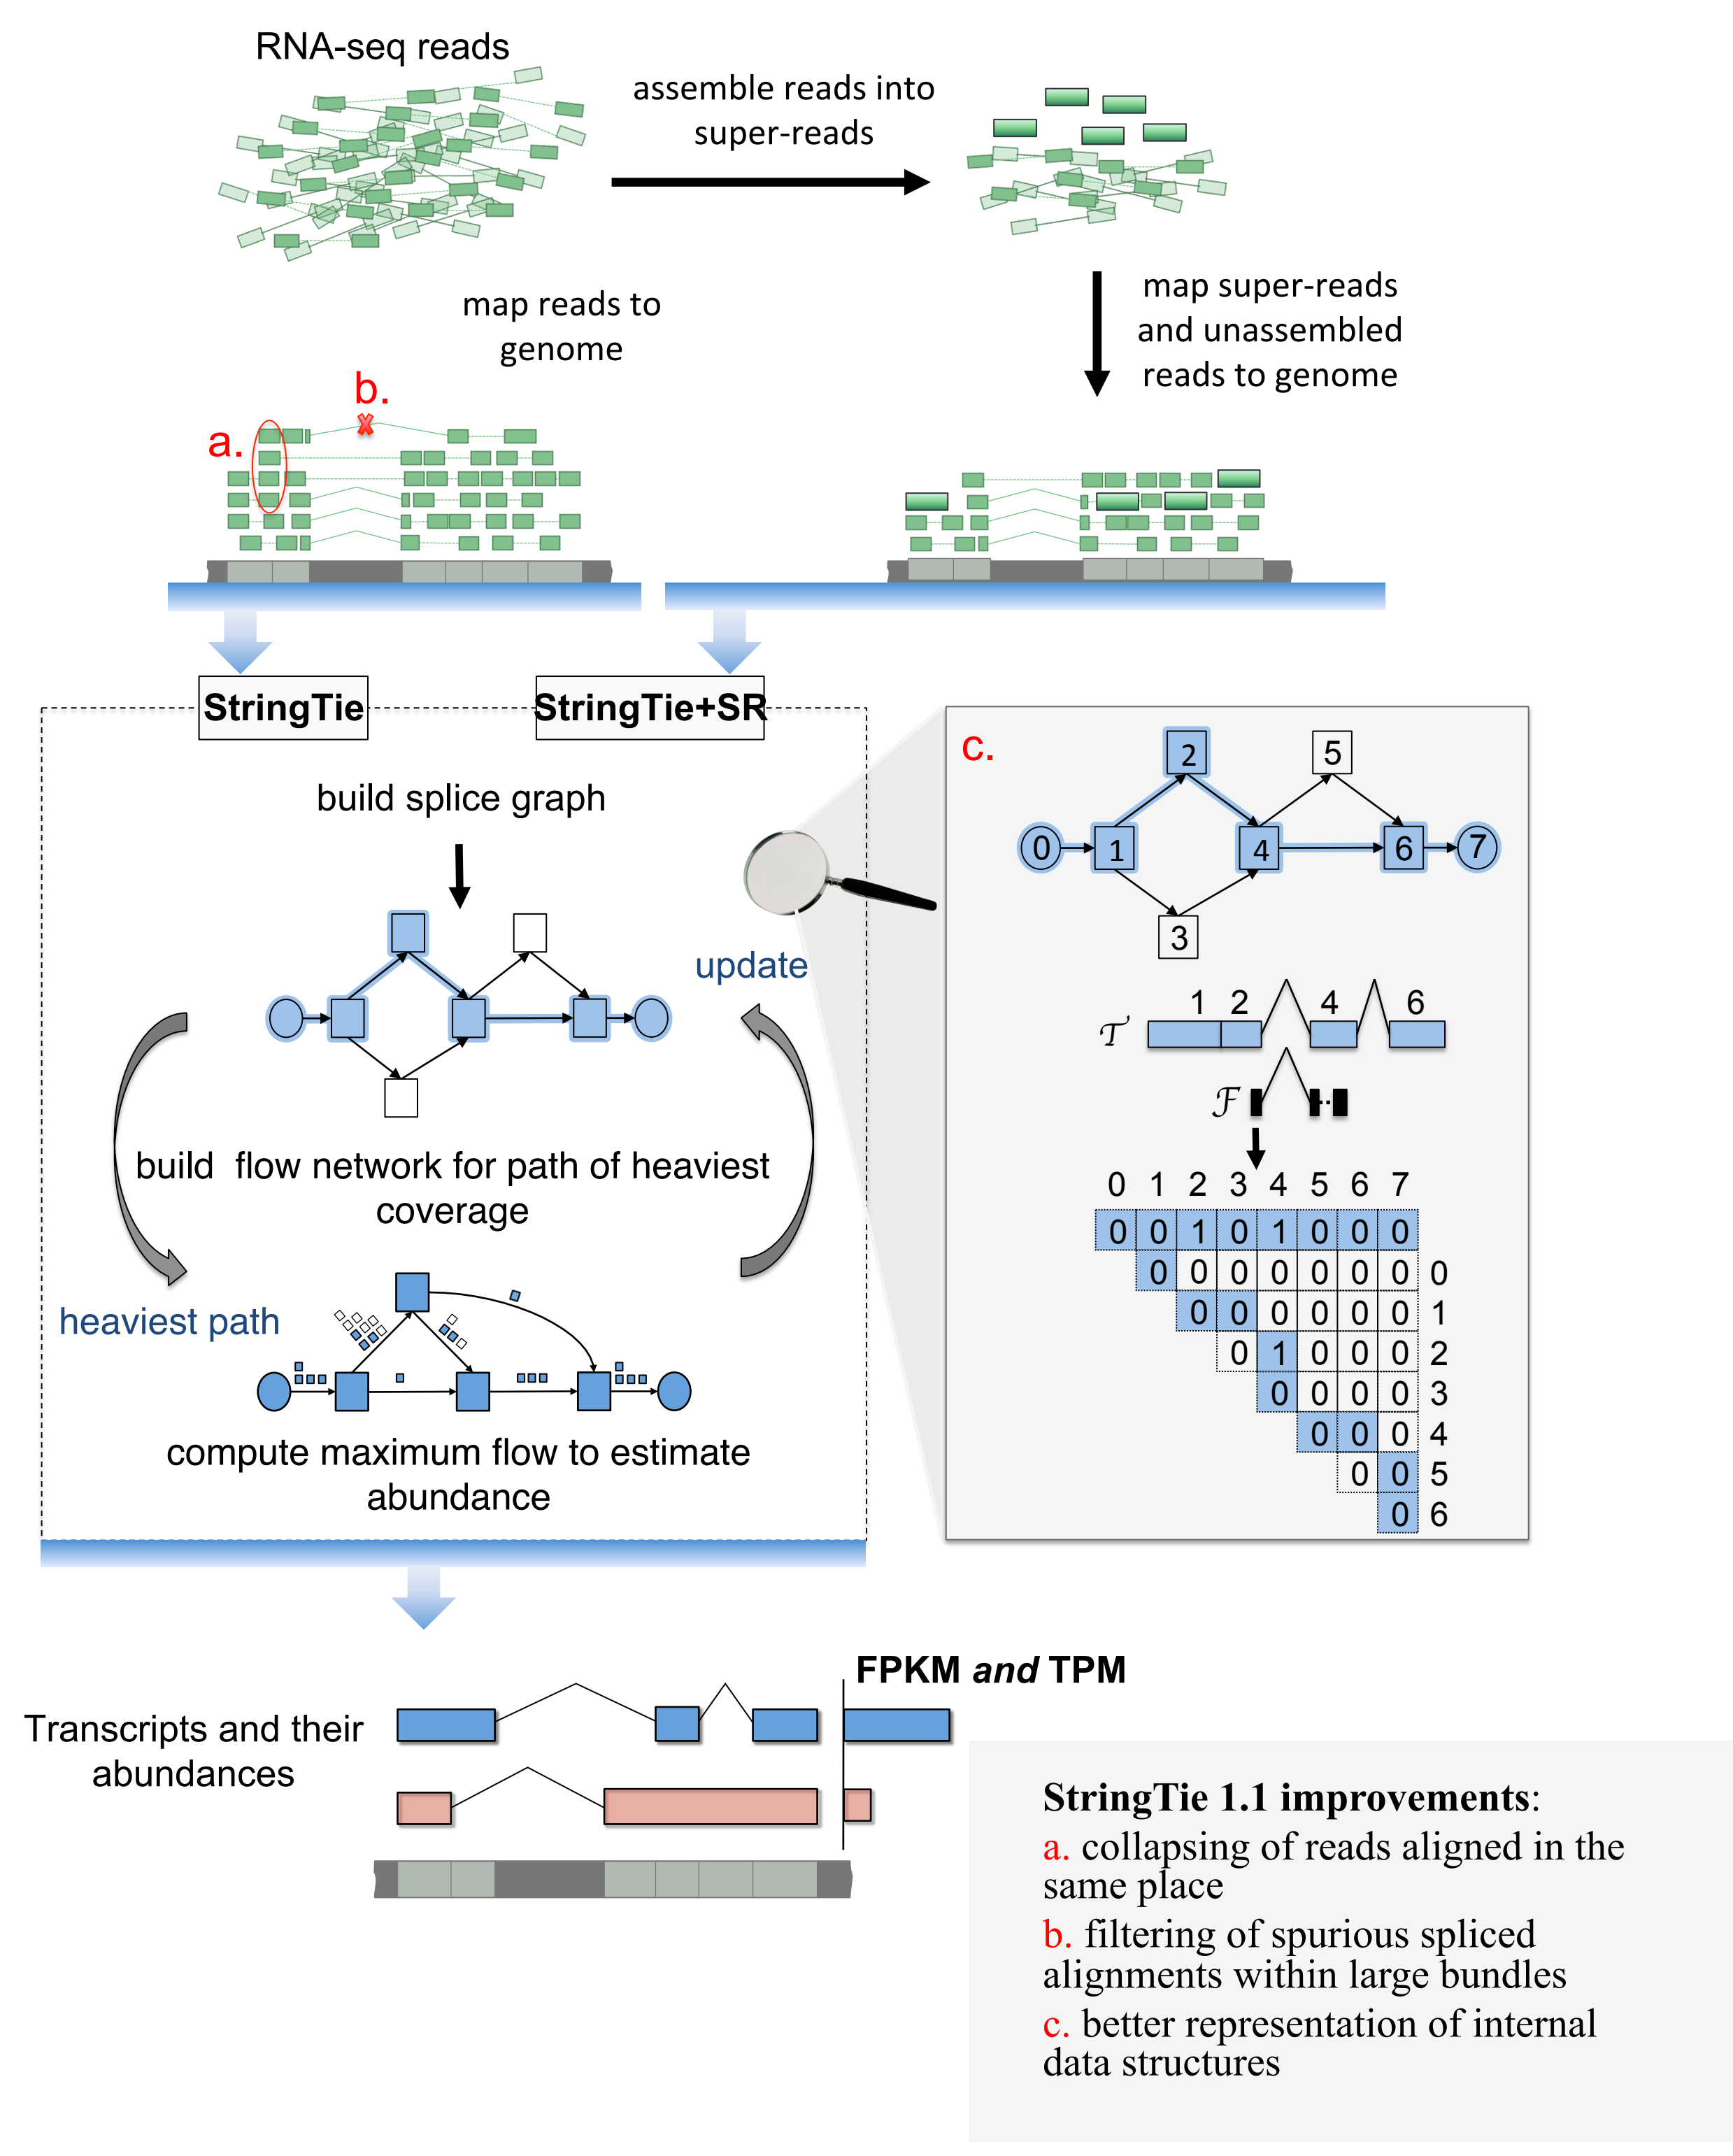 RNA-seq reads
assemble reads into
super-reads
map reads to
genome
map super-reads
and unassembled
reads to genome
b.
a.
StringTie
StringTie+SR
build splice graph
update
build flow network for path of heaviest
coverage
heaviest path
compute maximum flow to estimate
abundance
c.
2
5
0
1
4
6
7
3
1 2 4 6
𝒯
ℱ
..
0 1 2 3 4 5 6 7
0 0 1 0 1 0 0 0
0 0 0 0 0 0 0 0
0 0 0 0 0 0 1
0 1 0 0 0 2
0 0 0 0 3
0 0 0 4
0 0 5
0 6
FPKM and TPM
Transcripts and their
abundances
StringTie 1.1 improvements:
a. collapsing of reads aligned in the
same place
b. filtering of spurious spliced
alignments within large bundles
c. better representation of internal
data structures